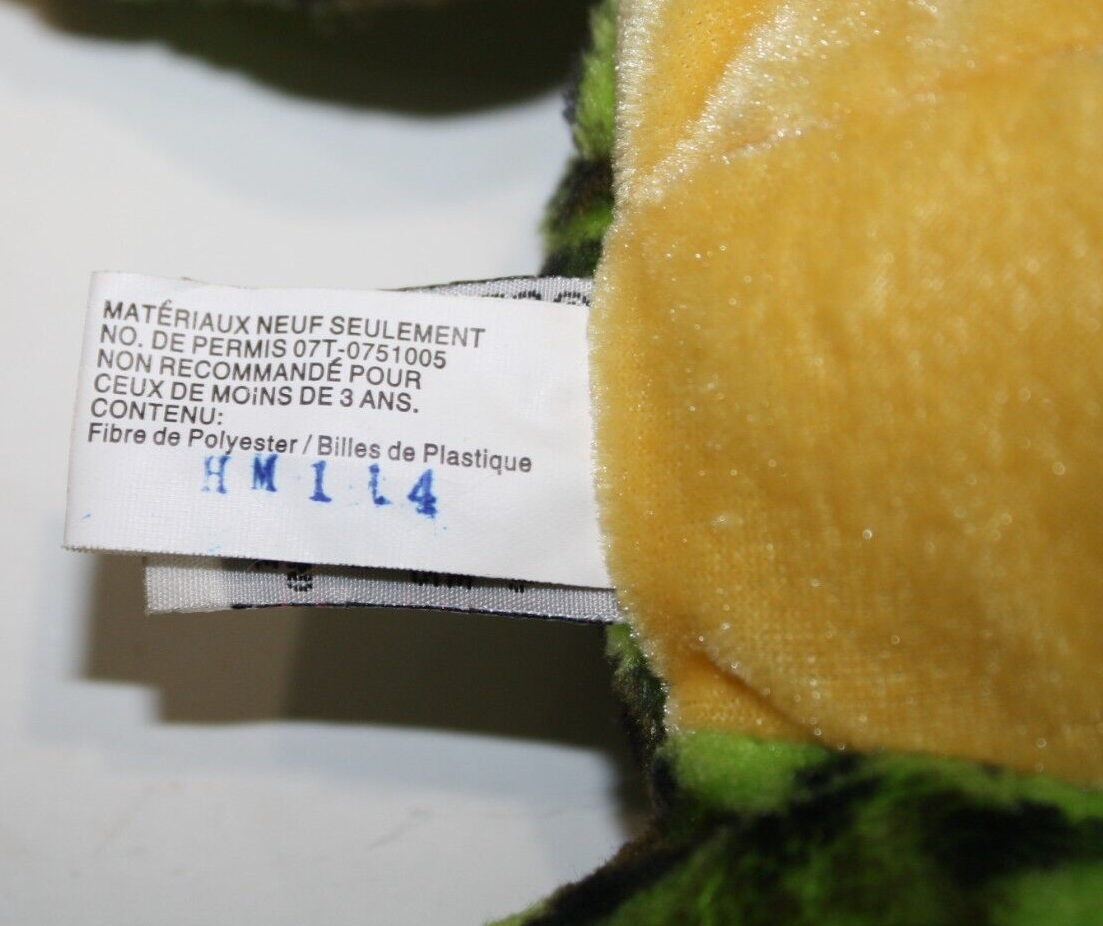 MATÉRIAUX NEUF SEULEMENT
NO. DE PERMIS 07T-0751005
NON RECOMMANDÉ POUR
CEUX DE MOINS DE 3 ANS.
CONTENU:
Fibre de Polyester / Billes de Plastique
HM114